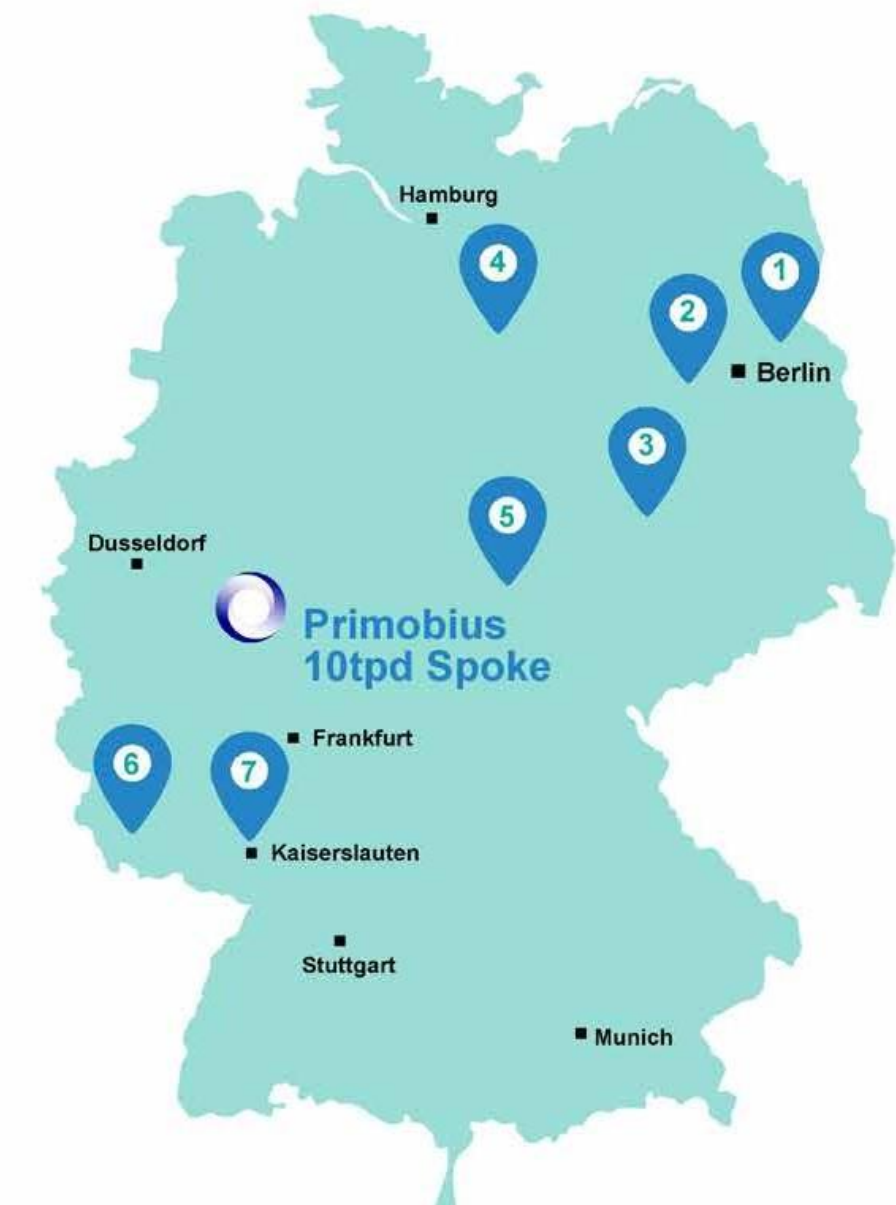 Hamburg
4
1
2
Berlin
3
5
Dusseldorf
Primobius
10tpd Spoke
Frankfurt
6
7
Kaiserslauten
Stuttgart
Munich